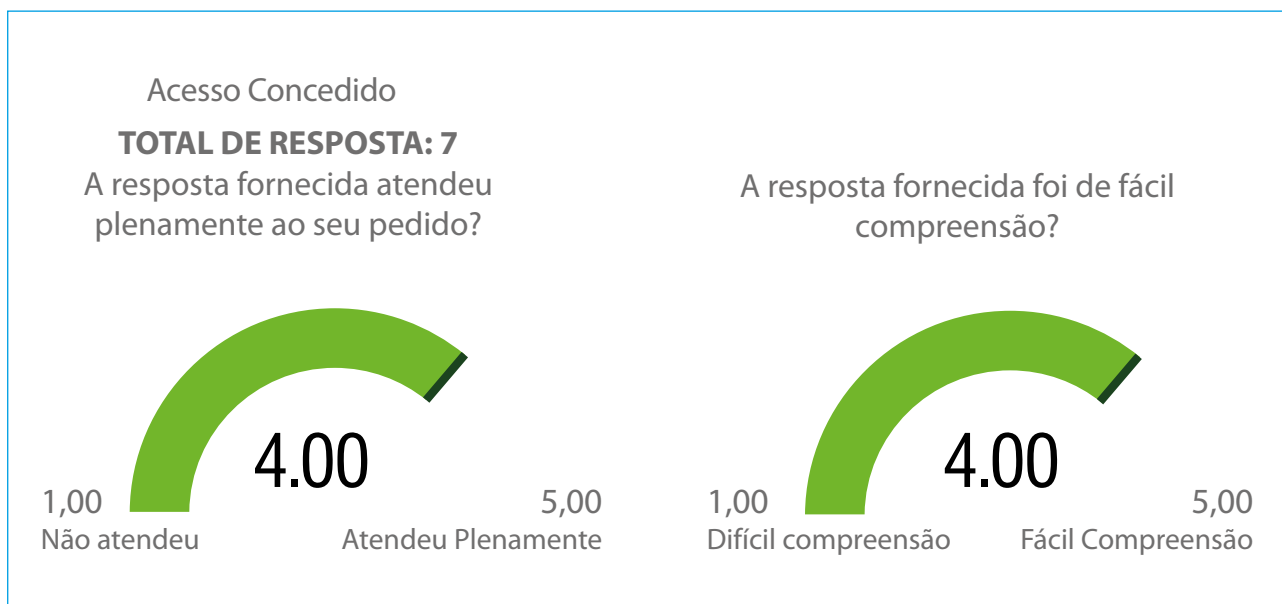 Acesso Concedido
TOTAL DE RESPOSTA: 7
A resposta fornecida atendeu
plenamente ao seu pedido?
4.00
1,00
5,00
Não atendeu
Atendeu Plenamente
A resposta fornecida foi de fácil
compreensão?
4.00
1,00
5,00
Difícil compreensão
Fácil Compreensão